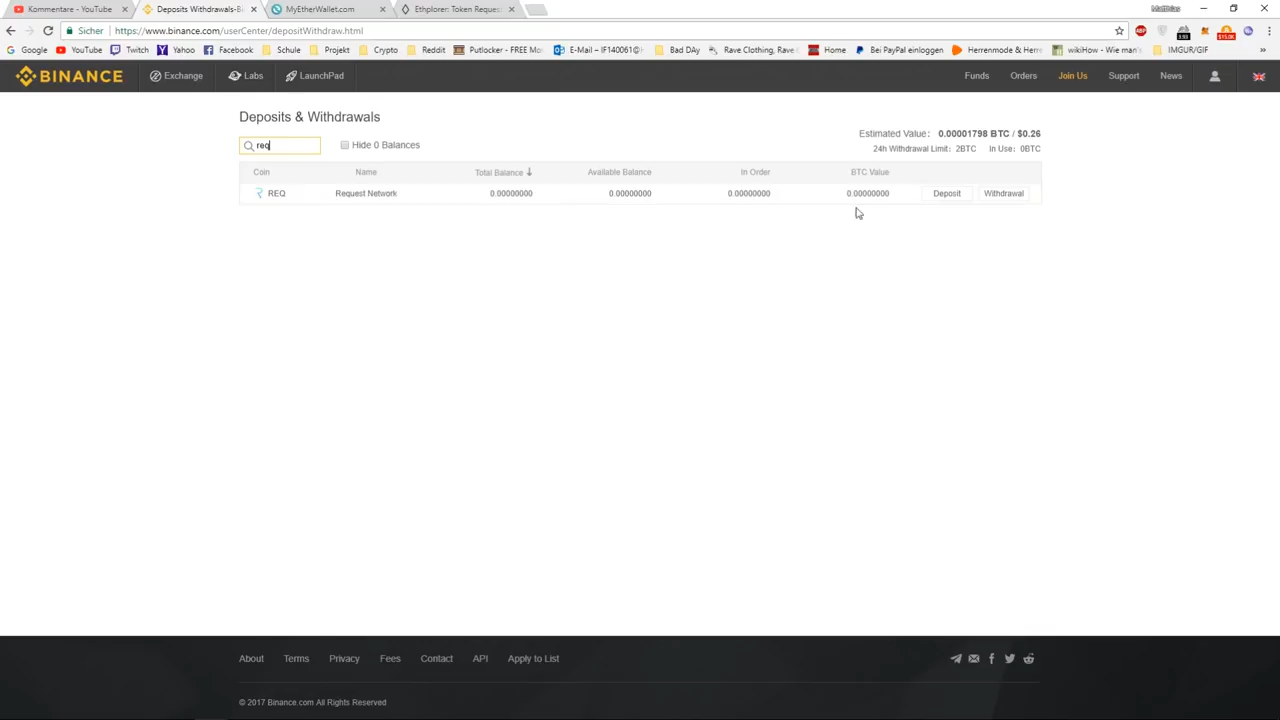 Kommentare - YouTube
Deposits Withdrawals-Bi
MyEtherWallet.com
Ethplorer: Token Reques
Sicher
https://www.binance.com/userCenter/depositWithdraw.html
Google YouTube Twitch Yahoo Facebook Schule Projekt Crypto Reddit Putlocker - FREE Mo E-Mail – IF140061@ Bad DAy Rave Clothing, Rave Home Bei PayPal einloggen Herrenmode & Herre wikiHow - Wie man's IMGUR/GIF »
BINANCE Exchange Labs LaunchPad Funds Orders Join Us Support News
Deposits & Withdrawals
Estimated Value: 0.00001798 BTC / $0.26
req
Hide 0 Balances
24h Withdrawal Limit: 2BTC In Use: 0BTC
Coin Name Total Balance Available Balance In Order BTC Value
REQ Request Network 0.00000000 0.00000000 0.00000000 0.00000000 Deposit Withdrawal
About Terms Privacy Fees Contact API Apply to List
© 2017 Binance.com All Rights Reserved